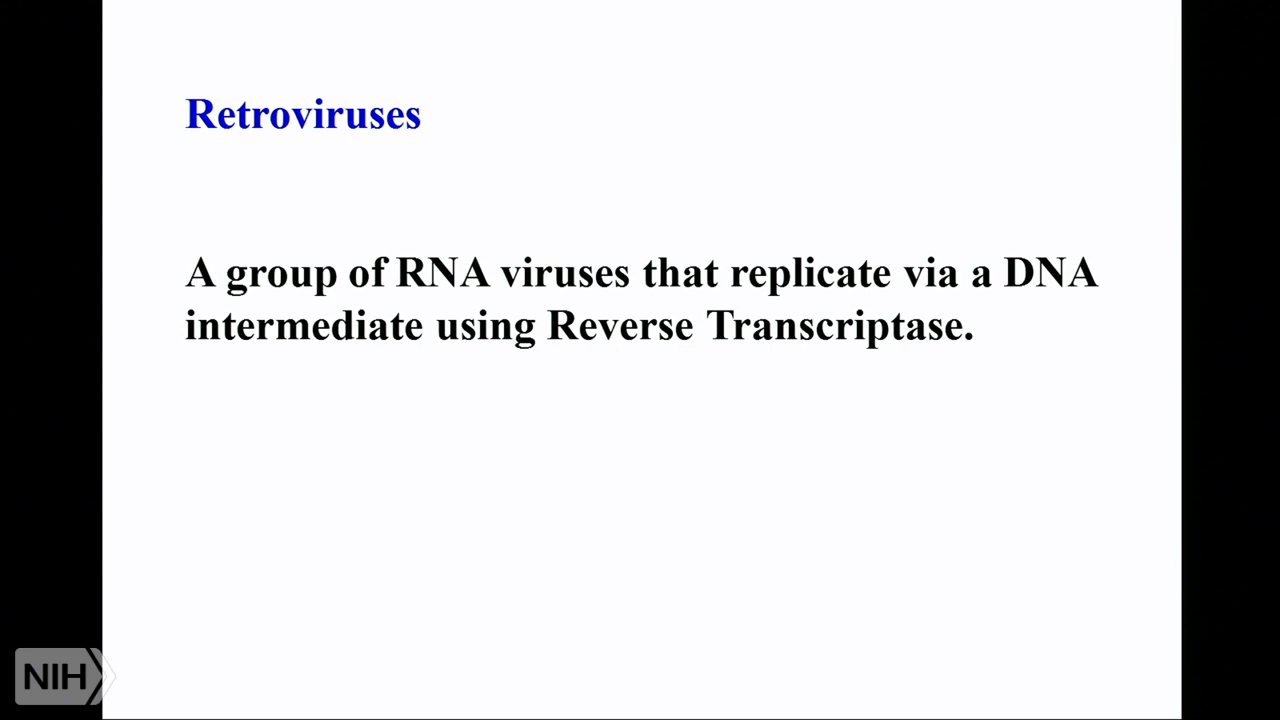 Retroviruses
A group of RNA viruses that replicate via a DNA
intermediate using Reverse Transcriptase.
NIH